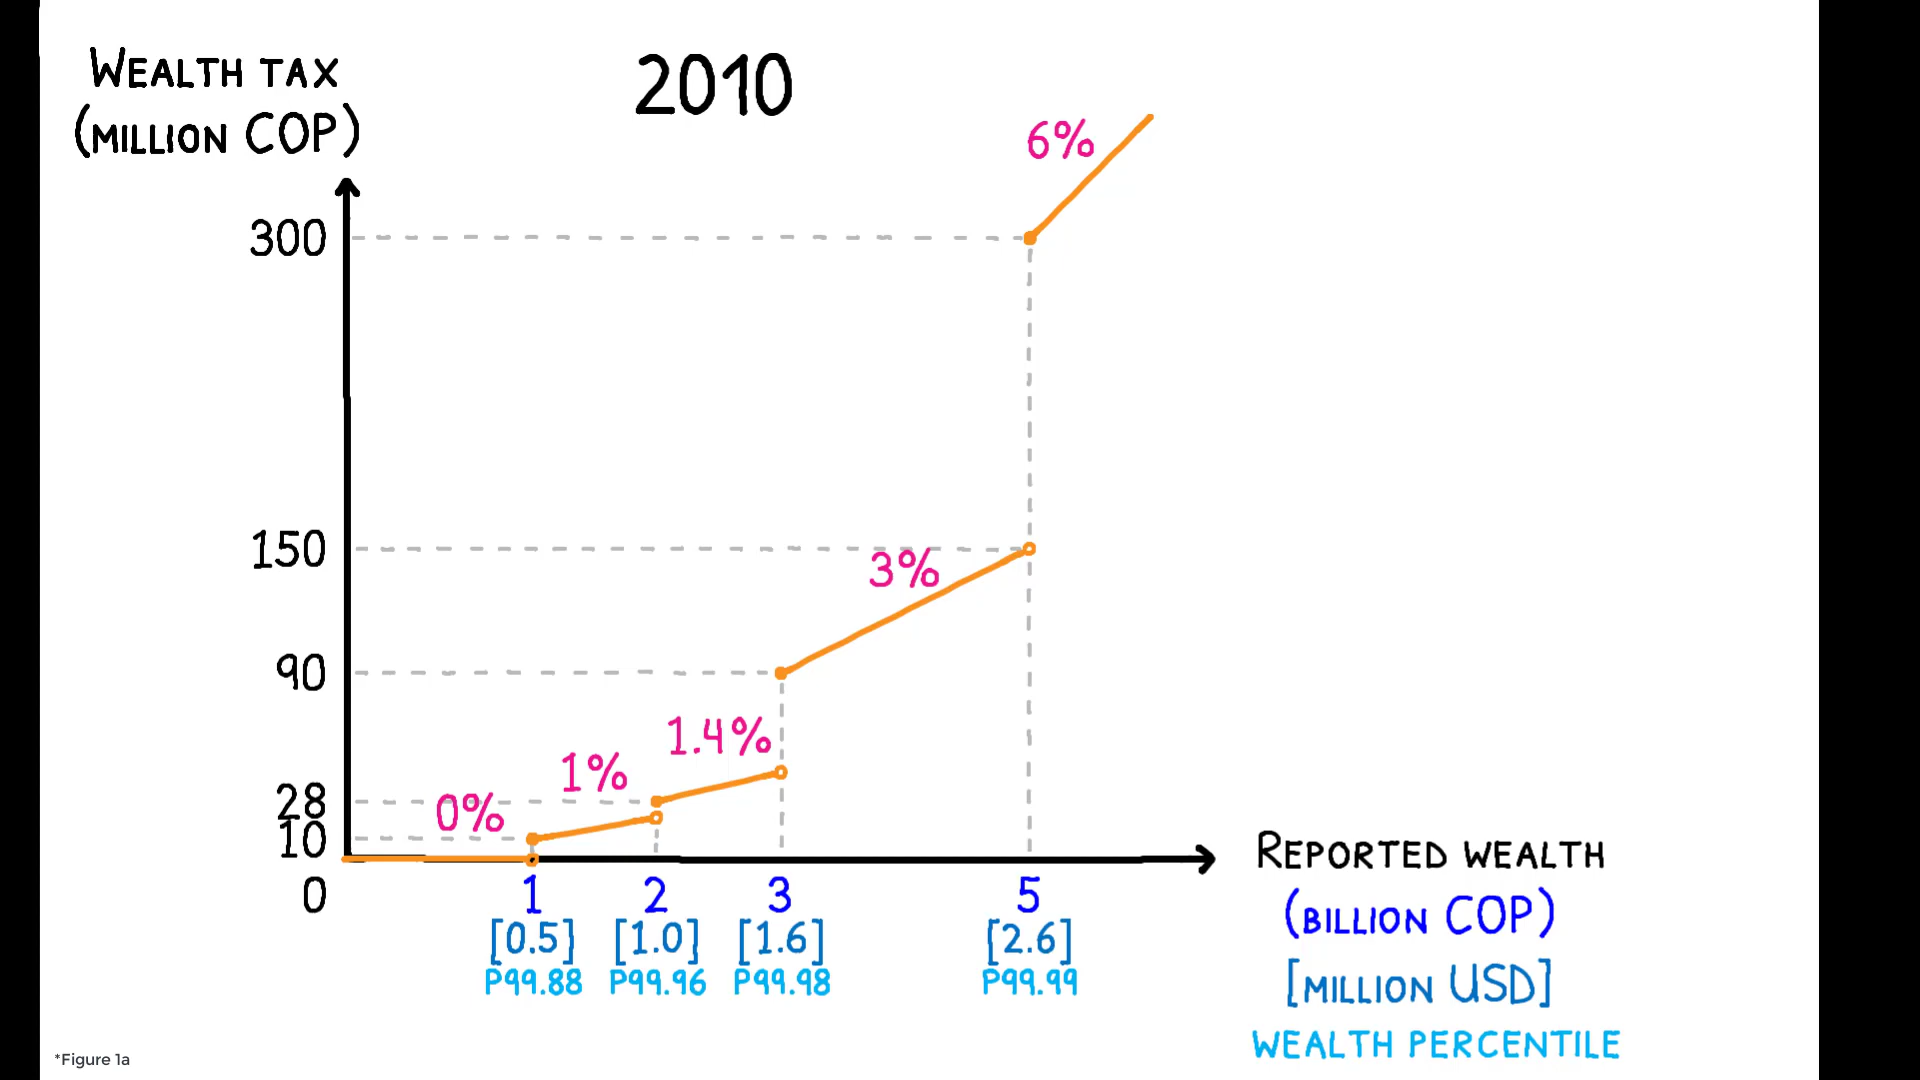 WEALTH TAX
(MILLION COP)
2010
6%
300
150
3%
90
1.4%
1%
28
0%
10
0
1 2 3 5
[0.5] [1.0] [1.6] [2.6]
P99.88 P99.96 P99.98 P99.99
REPORTED WEALTH
(BILLION COP)
[MILLION USD]
WEALTH PERCENTILE
*Figure 1a